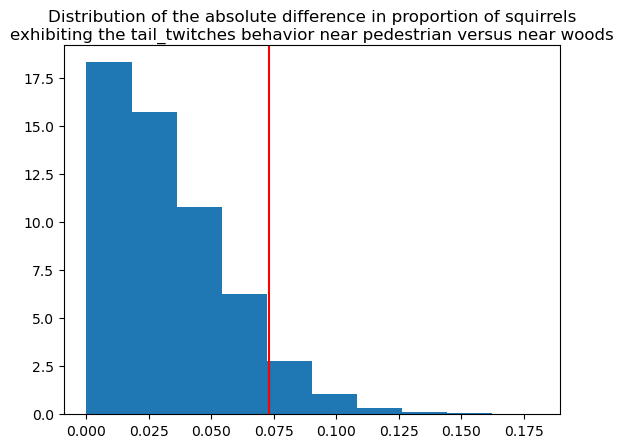 Distribution of the absolute difference in proportion of squirrels
exhibiting the tail_twitches behavior near pedestrian versus near woods
17.5
15.0
12.5
10.0
7.5
5.0
2.5
0.0
0.000 0.025 0.050 0.075 0.100 0.125 0.150 0.175